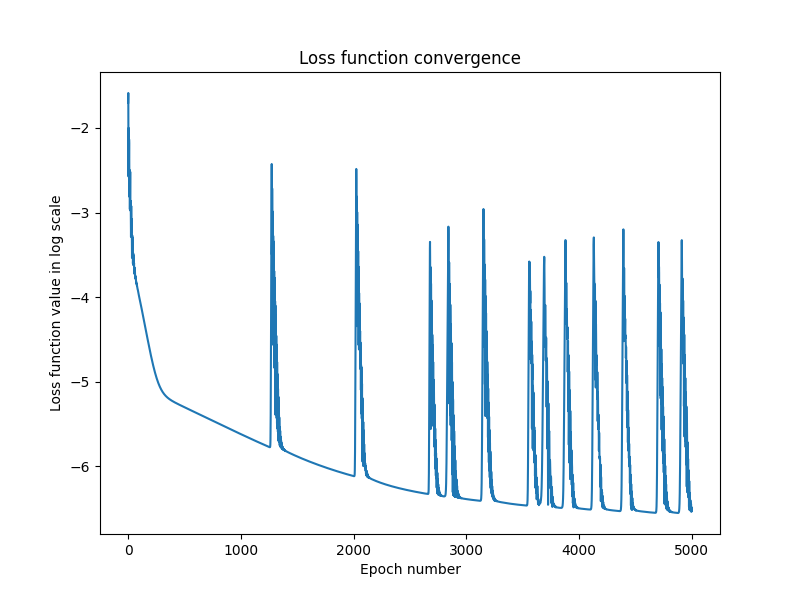 Loss function convergence
Loss function value in log scale
−2
−3
−4
−5
−6
0 1000 2000 3000 4000 5000
Epoch number